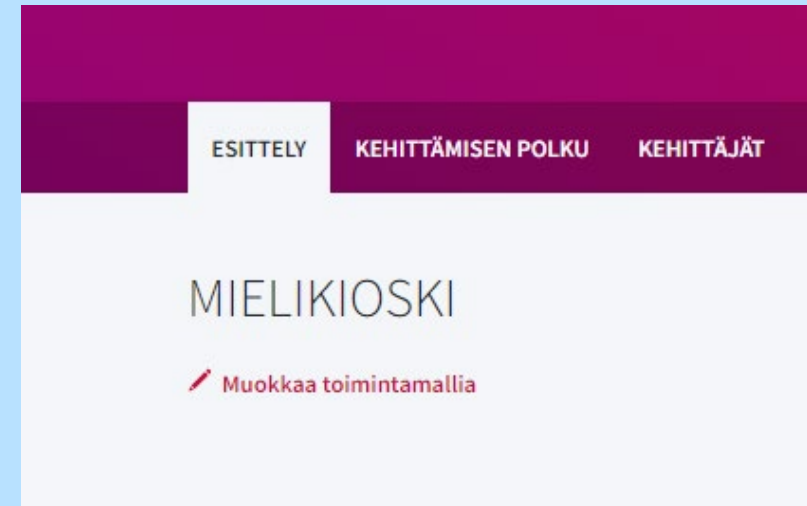 ESITTELY KEHITTÄMISEN POLKU KEHITTÄJÄT
MIELIKIOSKI
Muokkaa toimintamallia